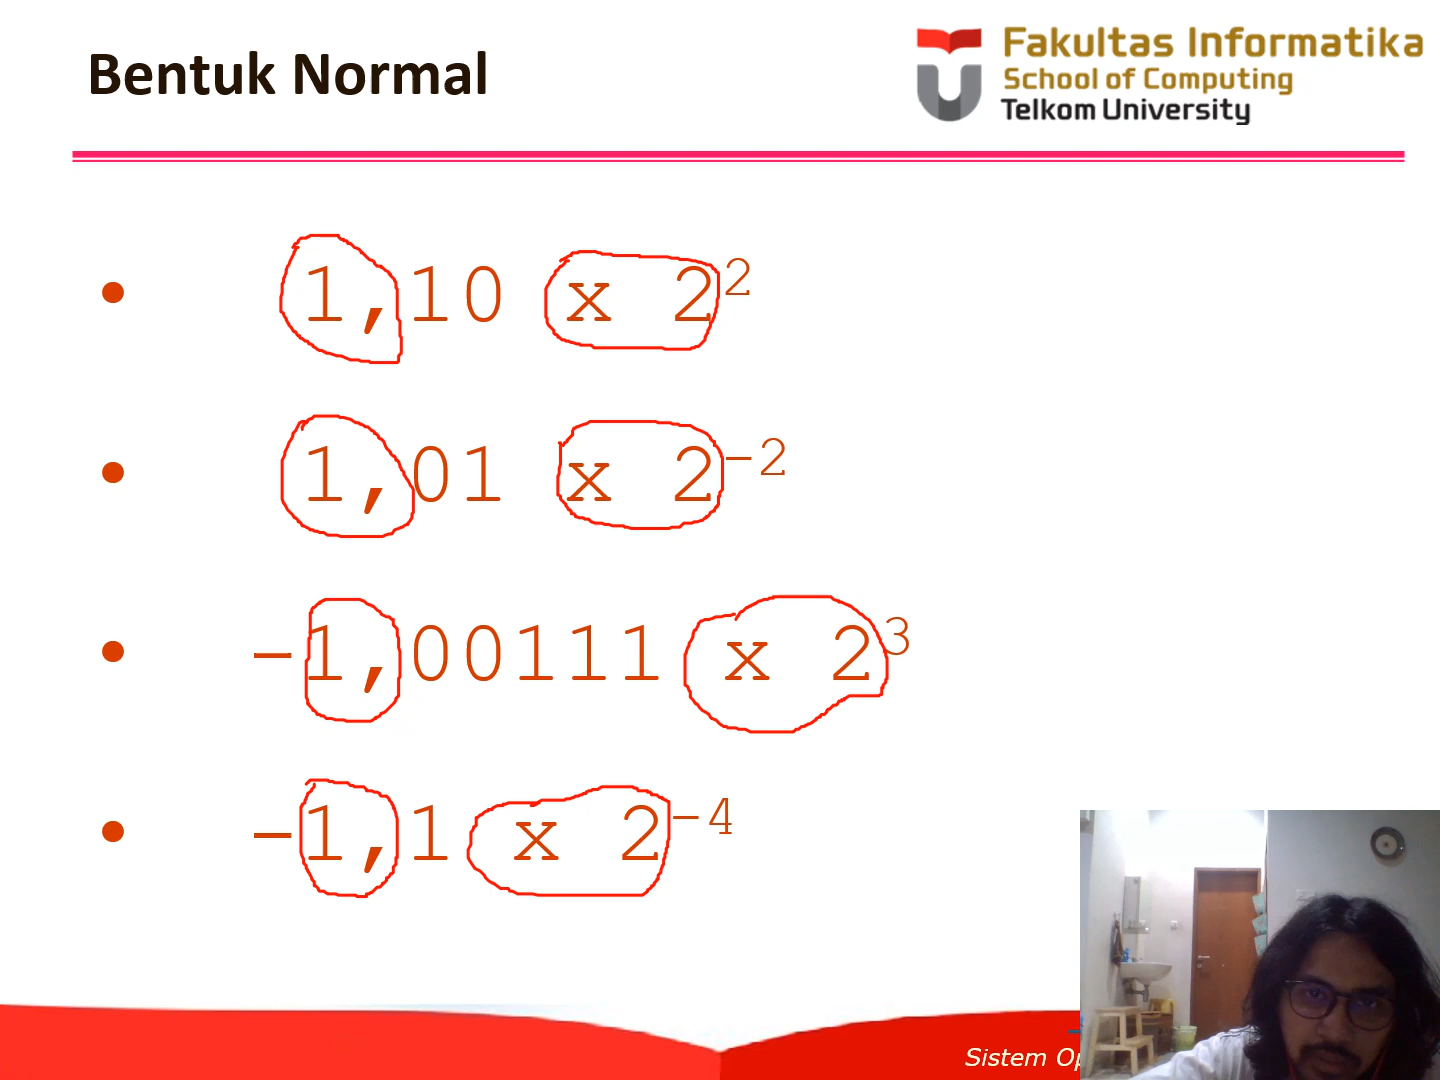 Bentuk Normal
Fakultas Informatika
School of Computing
Telkom University
• 1,10 x 2²
• 1,01 x 2⁻²
• -1,00111 x 2³
• -1,1 x 2⁻⁴
Sistem